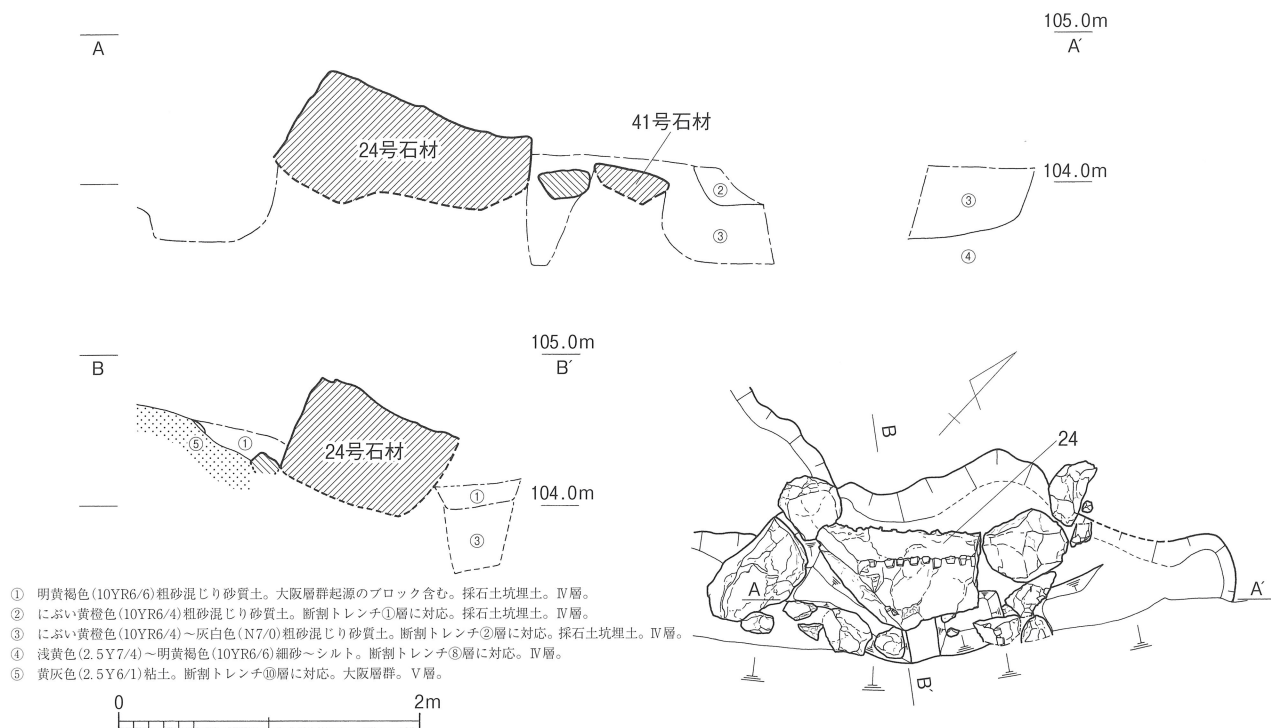 105.0m
A
A′
41号石材
24号石材
104.0m
②
③
③
④
105.0m
B
B′
24号石材
⑤
①
①
104.0m
③
B
24
A
A′
B′
① 明黄褐色(10YR6/6)粗砂混じり砂質土。大阪層群起源のブロック含む。採石土坑埋土。Ⅳ層。
② にぶい黄橙色(10YR6/4)粗砂混じり砂質土。断割トレンチ①層に対応。採石土坑埋土。Ⅳ層。
③ にぶい黄橙色(10YR6/4)～灰白色(N7/0)粗砂混じり砂質土。断割トレンチ②層に対応。採石土坑埋土。Ⅳ層。
④ 浅黄色(2.5Y7/4)～明黄褐色(10YR6/6)細砂～シルト。断割トレンチ⑧層に対応。Ⅳ層。
⑤ 黄灰色(2.5Y6/1)粘土。断割トレンチ⑩層に対応。大阪層群。Ⅴ層。
0 2m